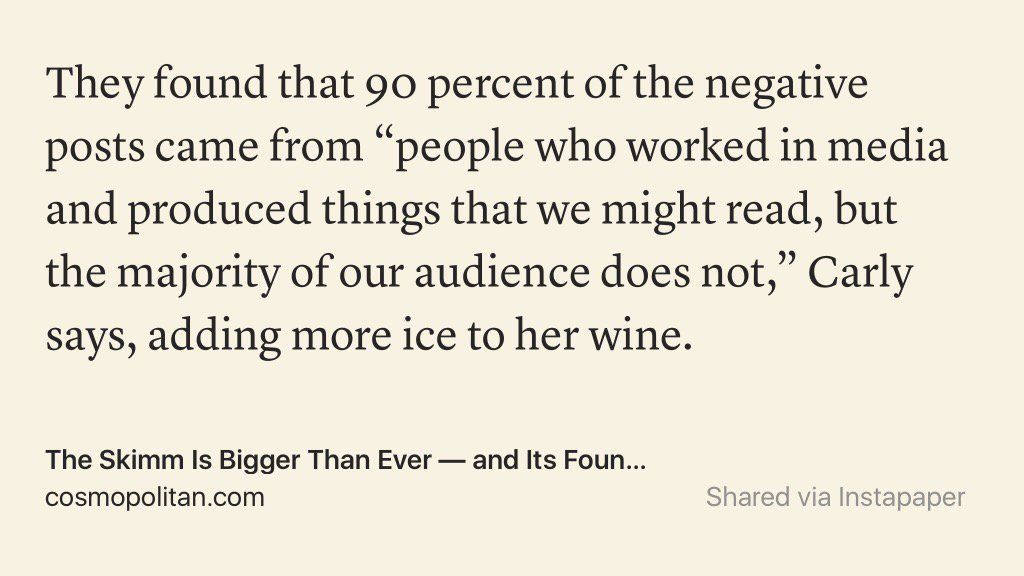 They found that 90 percent of the negative
posts came from “people who worked in media
and produced things that we might read, but
the majority of our audience does not,” Carly
says, adding more ice to her wine.
The Skimm Is Bigger Than Ever — and Its Foun...
cosmopolitan.com
Shared via Instapaper